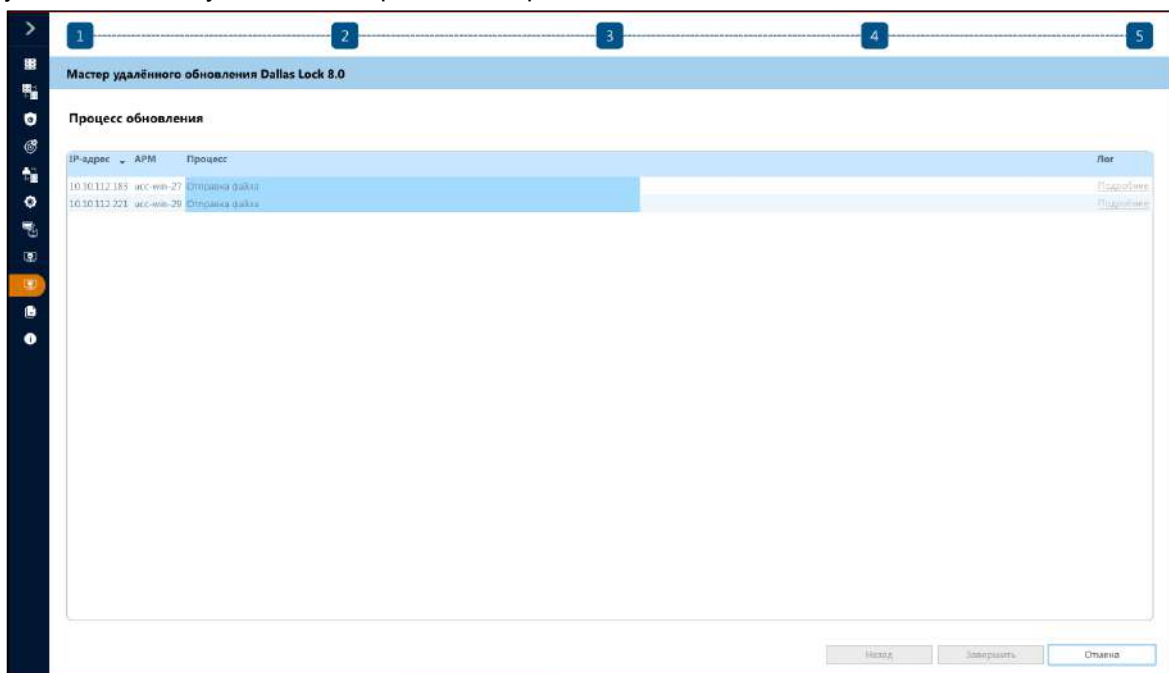 1 2 3 4 5
Мастер удалённого обновления Dallas Lock 8.0
Процесс обновления
IP-адрес АРМ Процесс Лог
10.10.112.183 acc-win-27 Отправка файла Подробнее
10.10.112.221 acc-win-29 Отправка файла Подробнее
Назад Завершить Отмена